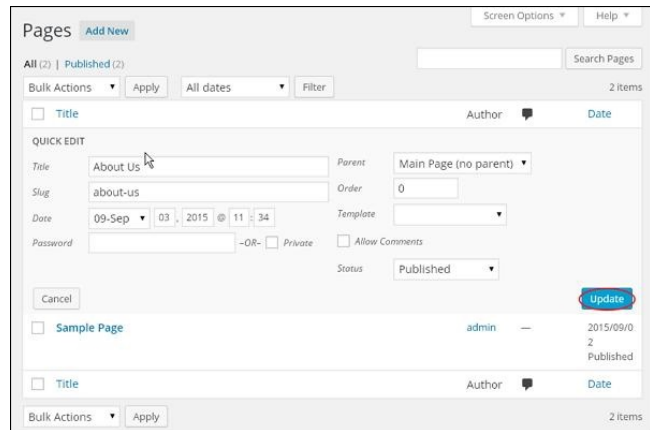 Screen Options Help
Pages Add New
All (2) | Published (2)
Search Pages
Bulk Actions Apply All dates Filter 2 items
Title Author Date
QUICK EDIT
Title About Us Parent Main Page (no parent)
Slug about-us Order 0
Date 09-Sep 03 , 2015 @ 11 : 34 Template
Password –OR– Private Allow Comments
Status Published
Cancel Update
Sample Page admin — 2015/09/0
2
Published
Title Author Date
Bulk Actions Apply 2 items